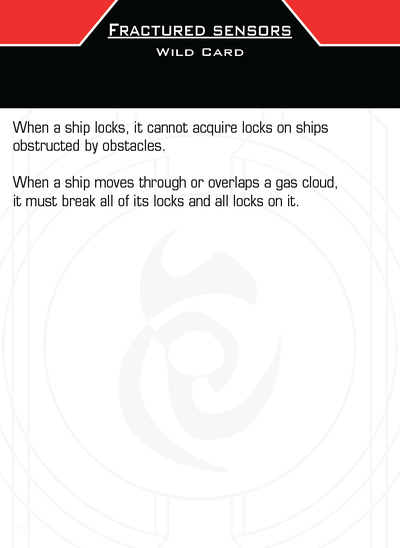 Fractured sensors
Wild Card
When a ship locks, it cannot acquire locks on ships
obstructed by obstacles.
When a ship moves through or overlaps a gas cloud,
it must break all of its locks and all locks on it.